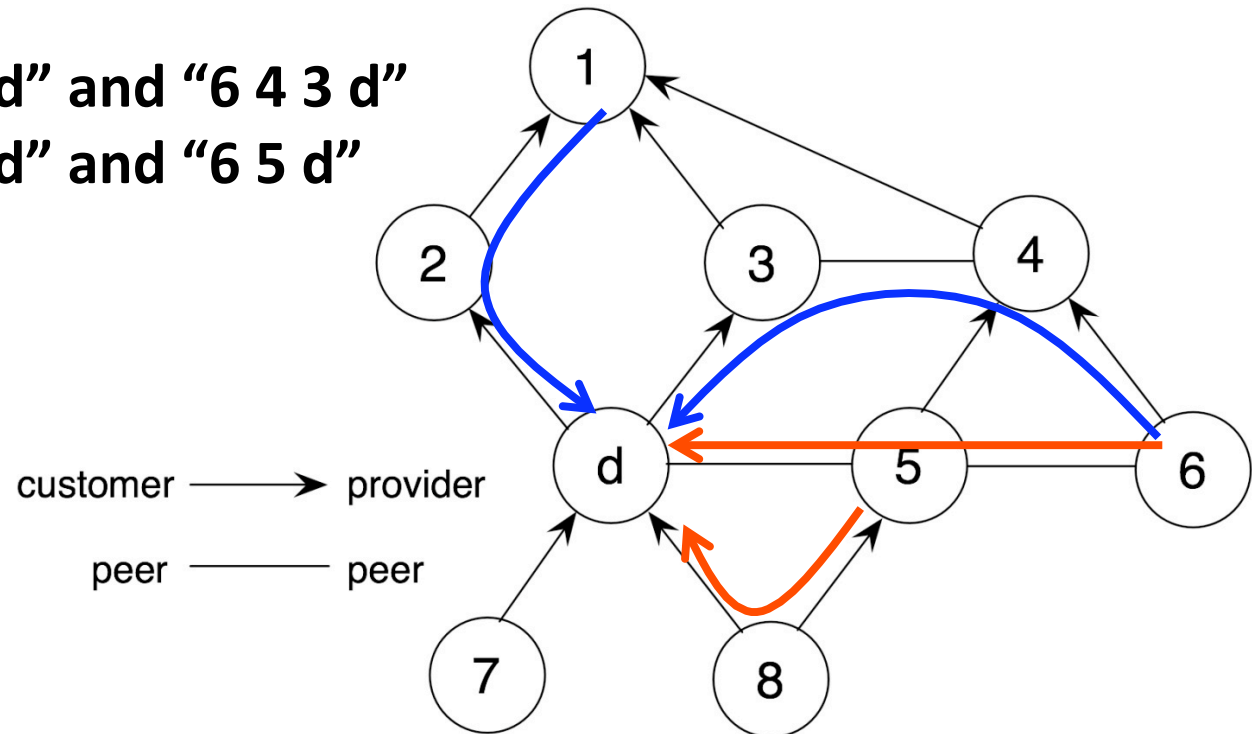 d” and “6 4 3 d”
d” and “6 5 d”
1
2
3
4
d
5
6
customer
provider
peer
peer
7
8